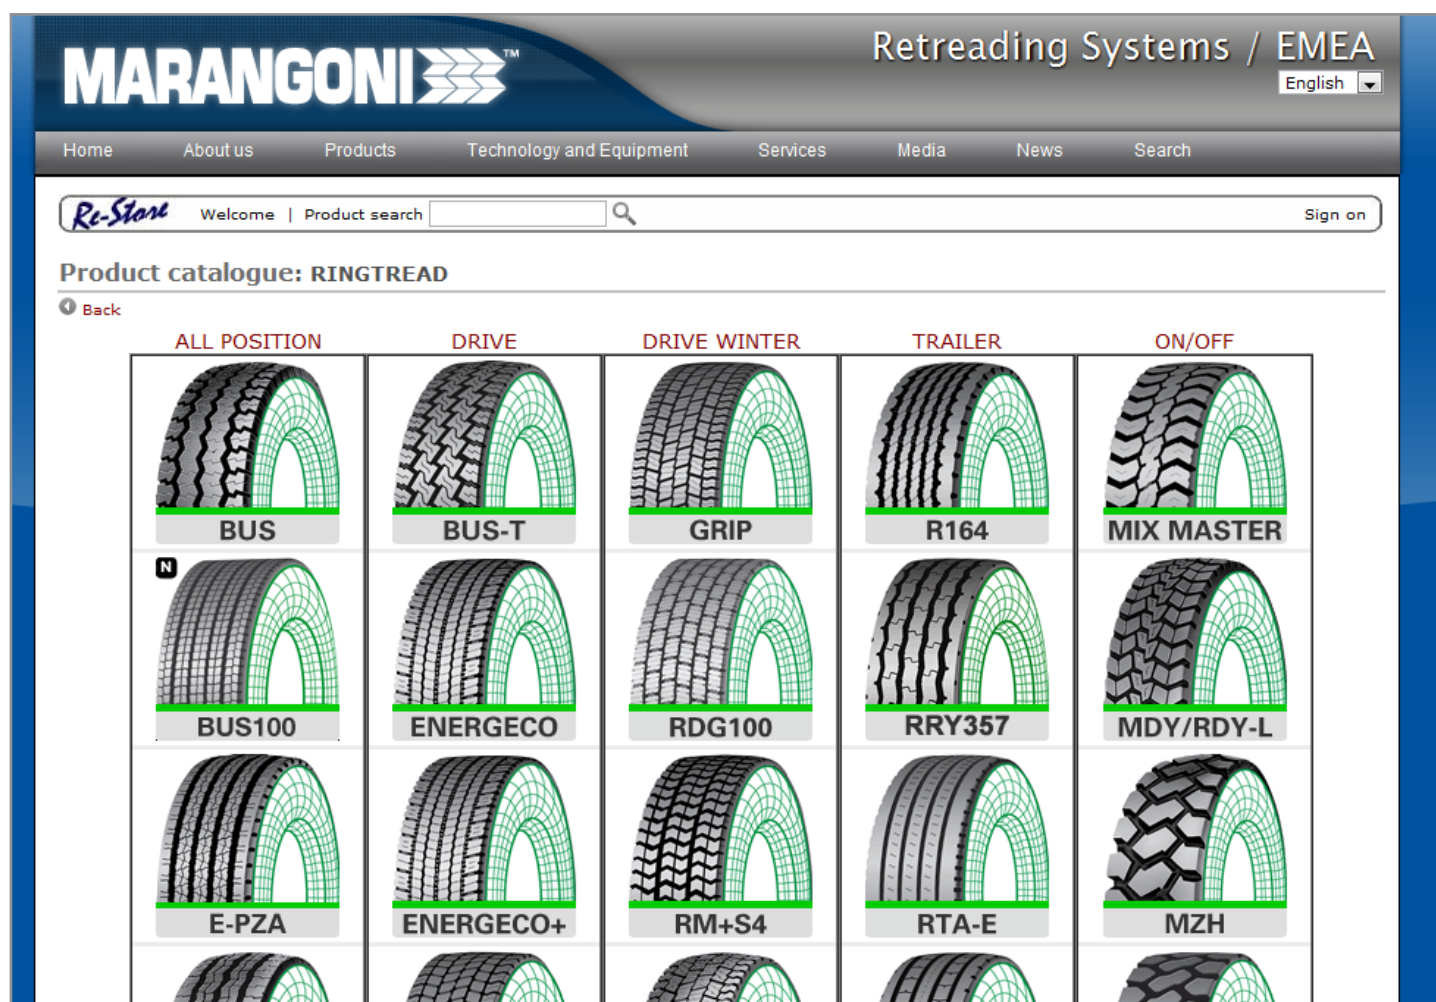 MARANGONI™
Retreading Systems / EMEA
English
Home About us Products Technology and Equipment Services Media News Search
Re-Store Welcome | Product search Sign on
Product catalogue: RINGTREAD
Back
ALL POSITION DRIVE DRIVE WINTER TRAILER ON/OFF
BUS BUS-T GRIP R164 MIX MASTER
N
BUS100 ENERGECO RDG100 RRY357 MDY/RDY-L
E-PZA ENERGECO+ RM+S4 RTA-E MZH